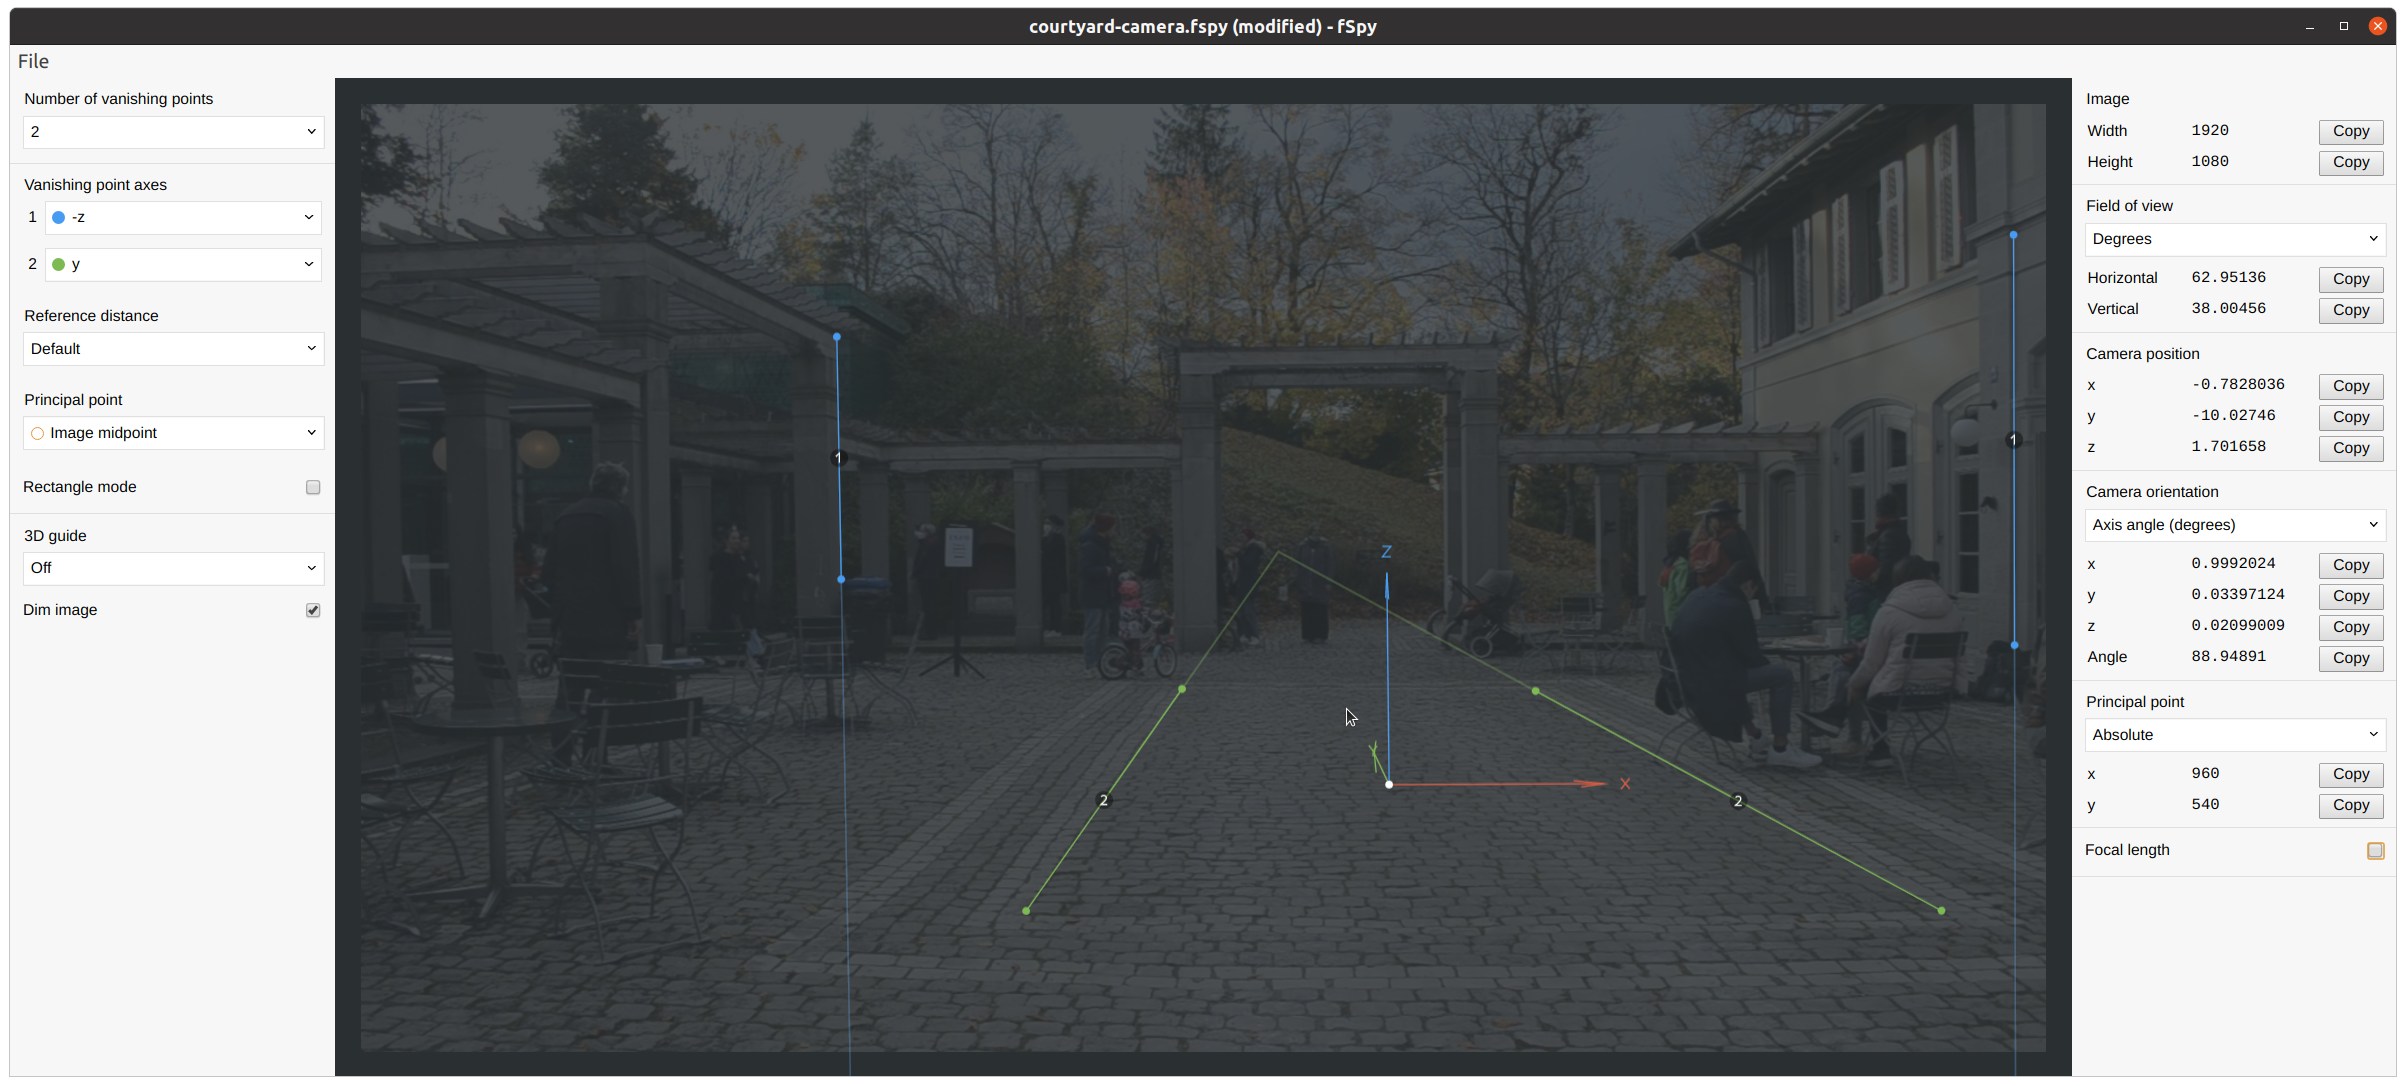 courtyard-camera.fspy (modified) - fSpy
File
Number of vanishing points
2
Vanishing point axes
1 -z
2 y
Reference distance
Default
Principal point
Image midpoint
Rectangle mode
3D guide
Off
Dim image
1
1
2
2
Z
Y
X
Image
Width 1920 Copy
Height 1080 Copy
Field of view
Degrees
Horizontal 62.95136 Copy
Vertical 38.00456 Copy
Camera position
x -0.7828036 Copy
y -10.02746 Copy
z 1.701658 Copy
Camera orientation
Axis angle (degrees)
x 0.9992024 Copy
y 0.03397124 Copy
z 0.02099009 Copy
Angle 88.94891 Copy
Principal point
Absolute
x 960 Copy
y 540 Copy
Focal length